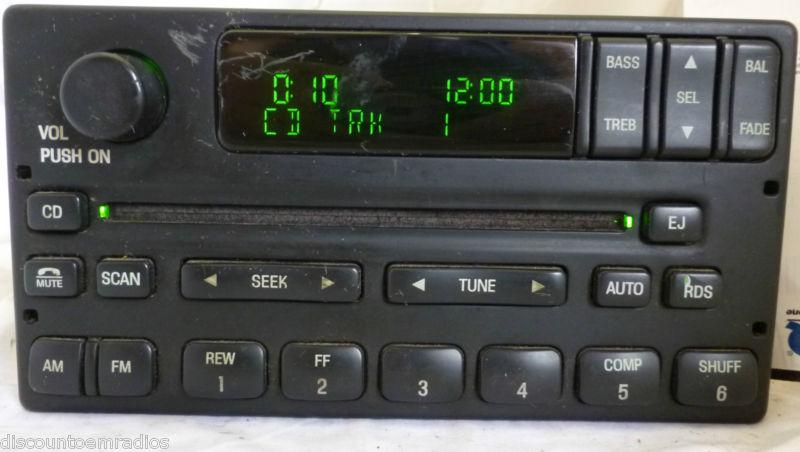 0:10 12:00
CD TRK 1
BASS
TREB
▲
SEL
▼
BAL
FADE
VOL
PUSH ON
CD
EJ
MUTE
SCAN
◄ SEEK ►
◄ TUNE ►
AUTO
RDS
AM
FM
REW
1
FF
2
3
4
COMP
5
SHUFF
6
discountoemradios